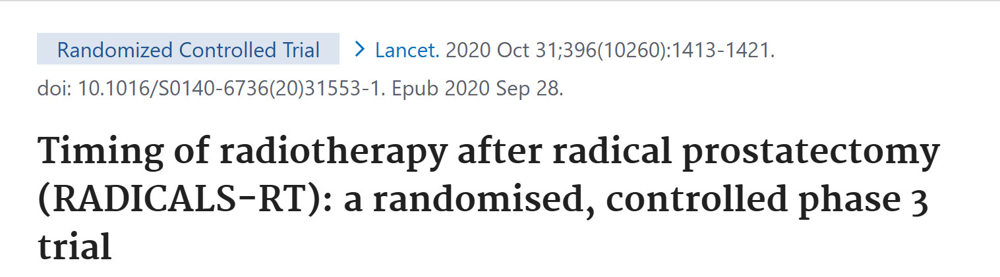 Randomized Controlled Trial > Lancet. 2020 Oct 31;396(10260):1413-1421.
doi: 10.1016/S0140-6736(20)31553-1. Epub 2020 Sep 28.
Timing of radiotherapy after radical prostatectomy
(RADICALS-RT): a randomised, controlled phase 3
trial